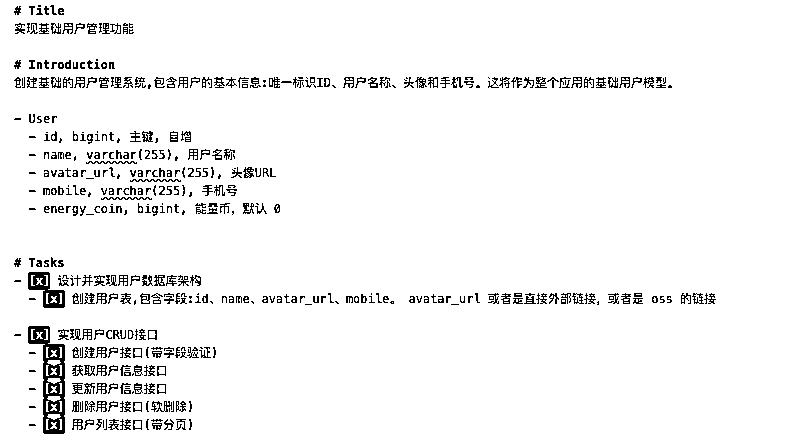 # Title
实现基础用户管理功能
# Introduction
创建基础的用户管理系统,包含用户的基本信息:唯一标识ID、用户名称、头像和手机号。这将作为整个应用的基础用户模型。
- User
- id, bigint, 主键, 自增
- name, varchar(255), 用户名称
- avatar_url, varchar(255), 头像URL
- mobile, varchar(255), 手机号
- energy_coin, bigint, 能量币, 默认 0
# Tasks
- [x] 设计并实现用户数据库架构
- [x] 创建用户表,包含字段:id、name、avatar_url、mobile。 avatar_url 或者是直接外部链接, 或者是 oss 的链接
- [x] 实现用户CRUD接口
- [x] 创建用户接口(带字段验证)
- [x] 获取用户信息接口
- [x] 更新用户信息接口
- [x] 删除用户接口(软删除)
- [x] 用户列表接口(带分页)